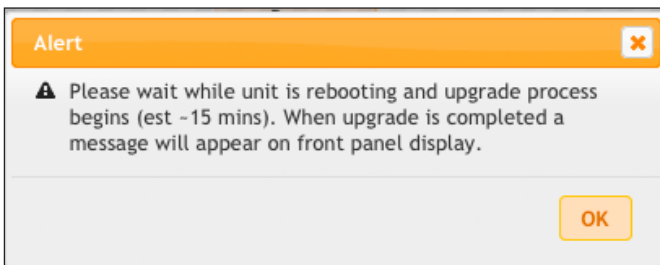 Alert
Please wait while unit is rebooting and upgrade process
begins (est ~15 mins). When upgrade is completed a
message will appear on front panel display.
OK